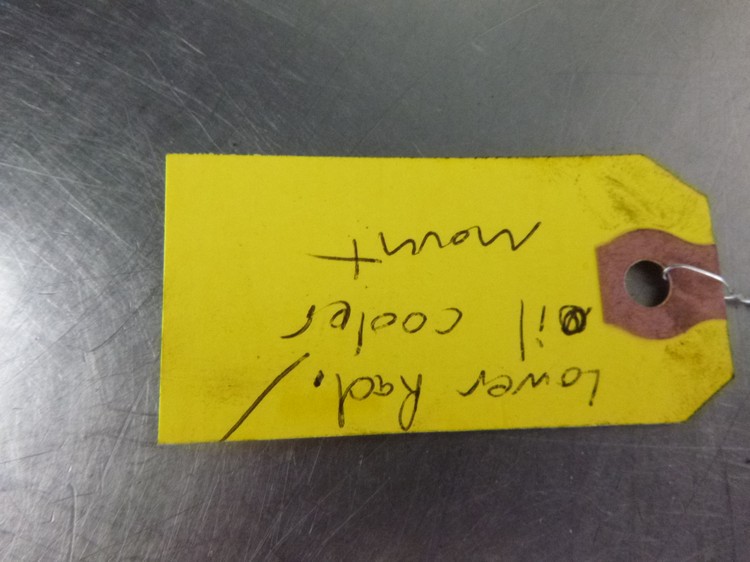 Lower Rad. /
oil cooler
Mount